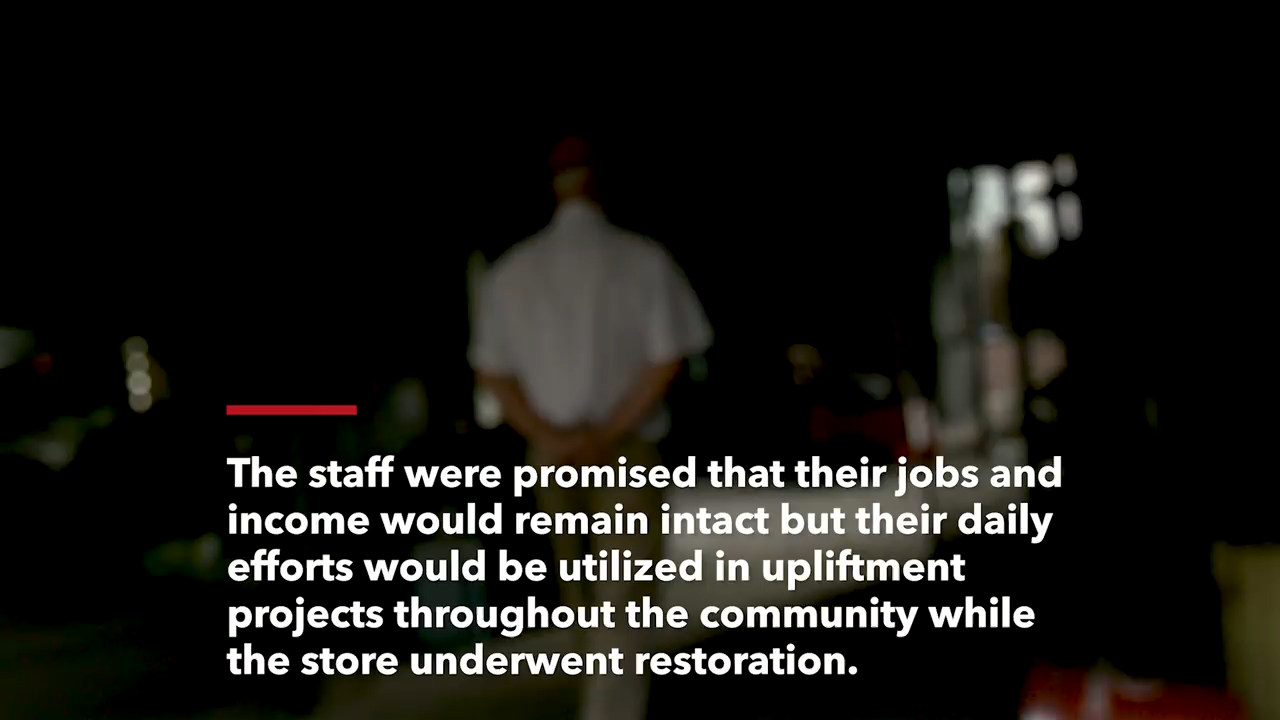 The staff were promised that their jobs and
income would remain intact but their daily
efforts would be utilized in upliftment
projects throughout the community while
the store underwent restoration.